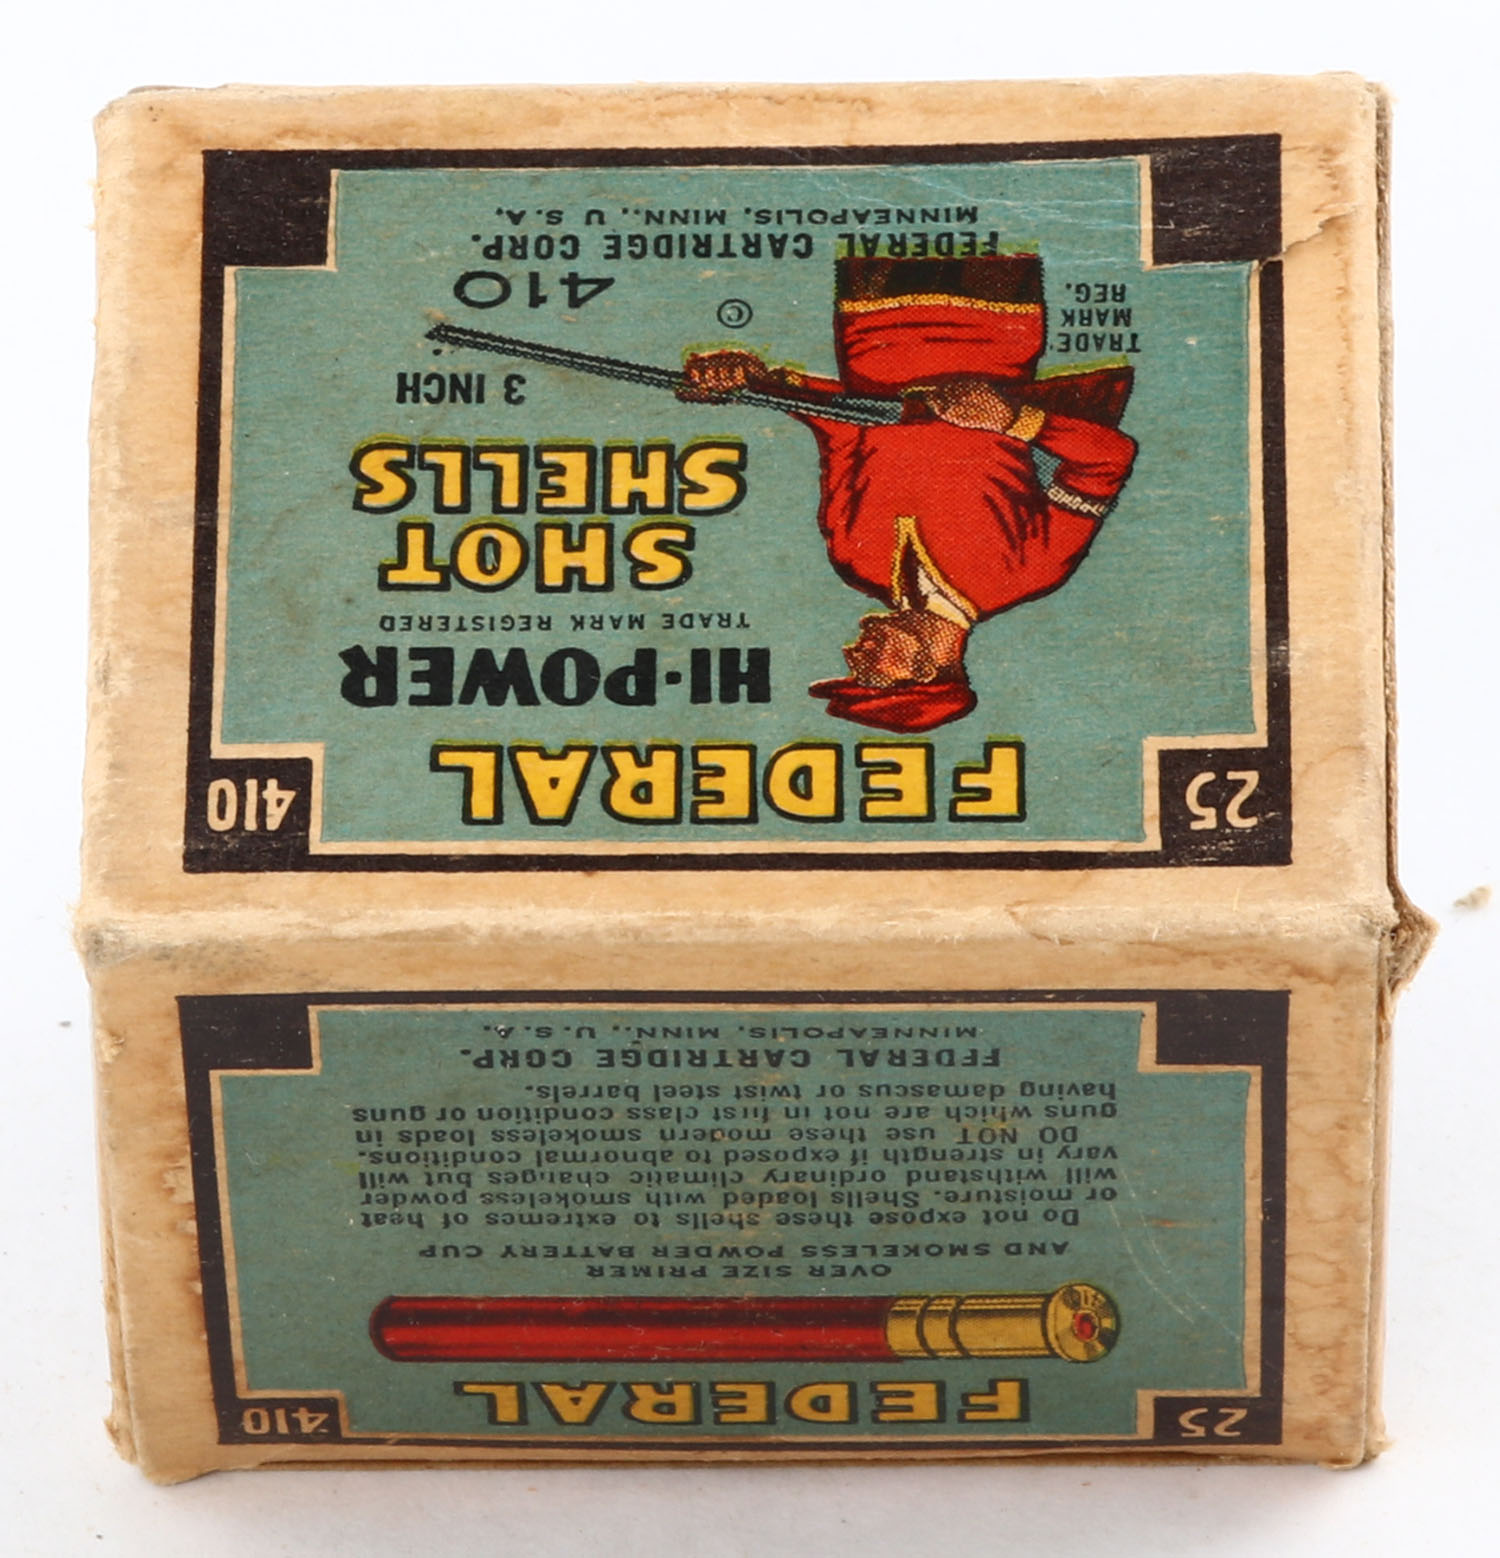 25
410
FEDERAL
HI-POWER
TRADE MARK REGISTERED
SHOT
SHELLS
3 INCH
TRADE
MARK
REG.
©
410
FEDERAL CARTRIDGE CORP.
MINNEAPOLIS, MINN., U.S.A.
25
410
FEDERAL
OVER SIZE PRIMER
AND SMOKELESS POWDER BATTERY CUP
Do not expose these shells to extremes of heat
or moisture. Shells loaded with smokeless powder
will withstand ordinary climatic changes but will
vary in strength if exposed to abnormal conditions.
DO NOT use these modern smokeless loads in
guns which are not in first class condition or guns
having damascus or twist steel barrels.
FEDERAL CARTRIDGE CORP.
MINNEAPOLIS, MINN., U.S.A.